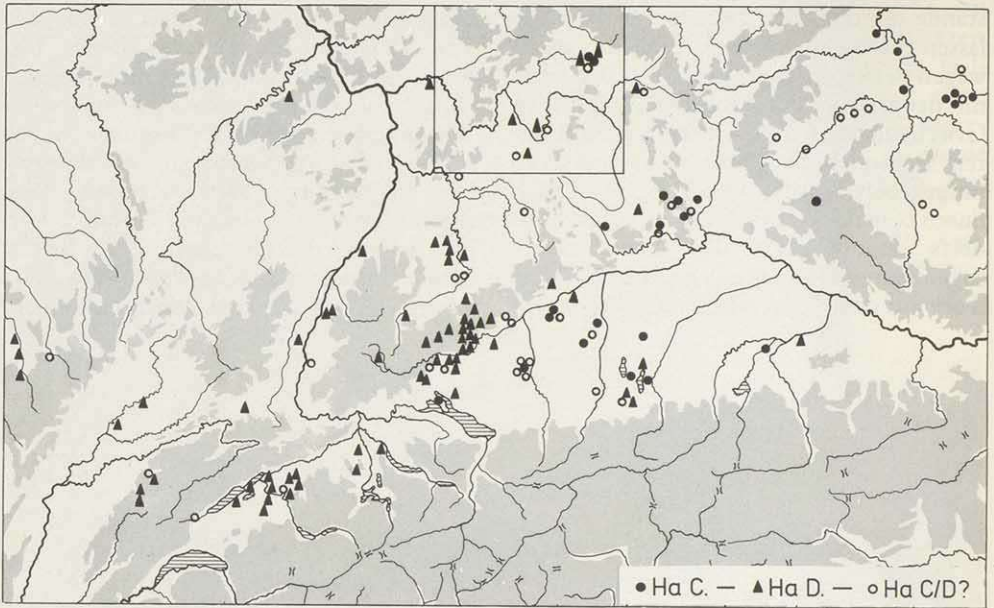 ● Ha C. — ▲ Ha D. — ○ Ha C/D?